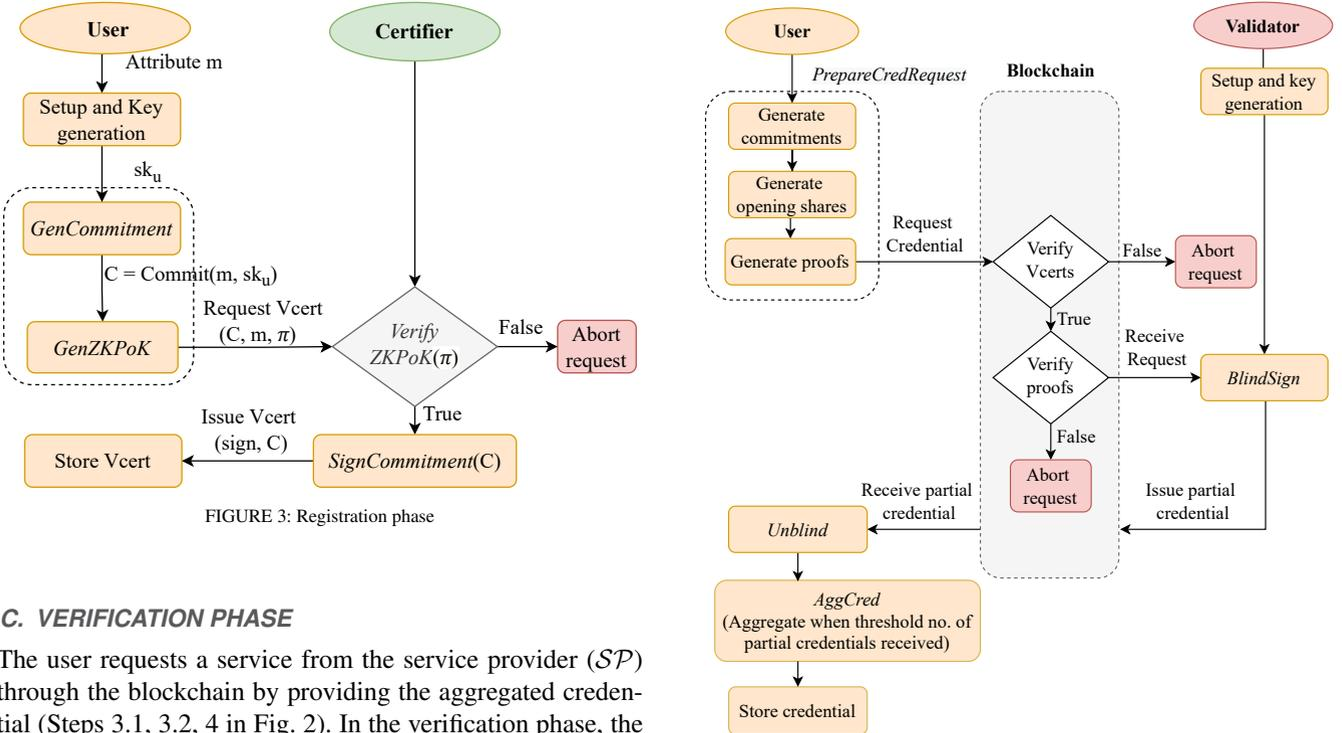 User
Certifier
Attribute m
Setup and Key
generation
sku
GenCommitment
C = Commit(m, sku)
Request Vcert
(C, m, π)
GenZKPoK
Verify
ZKPoK(π)
False
Abort
request
True
Issue Vcert
(sign, C)
Store Vcert
SignCommitment(C)
FIGURE 3: Registration phase
C. VERIFICATION PHASE
The user requests a service from the service provider (SP)
through the blockchain by providing the aggregated creden-
tial (Steps 3.1, 3.2, 4 in Fig. 2). In the verification phase, the
User
Validator
PrepareCredRequest
Blockchain
Setup and key
generation
Generate
commitments
Generate
opening shares
Generate proofs
Request
Credential
Verify
Vcerts
False
Abort
request
True
Verify
proofs
Receive
Request
BlindSign
False
Abort
request
Receive partial
credential
Issue partial
credential
Unblind
AggCred
(Aggregate when threshold no. of
partial credentials received)
Store credential